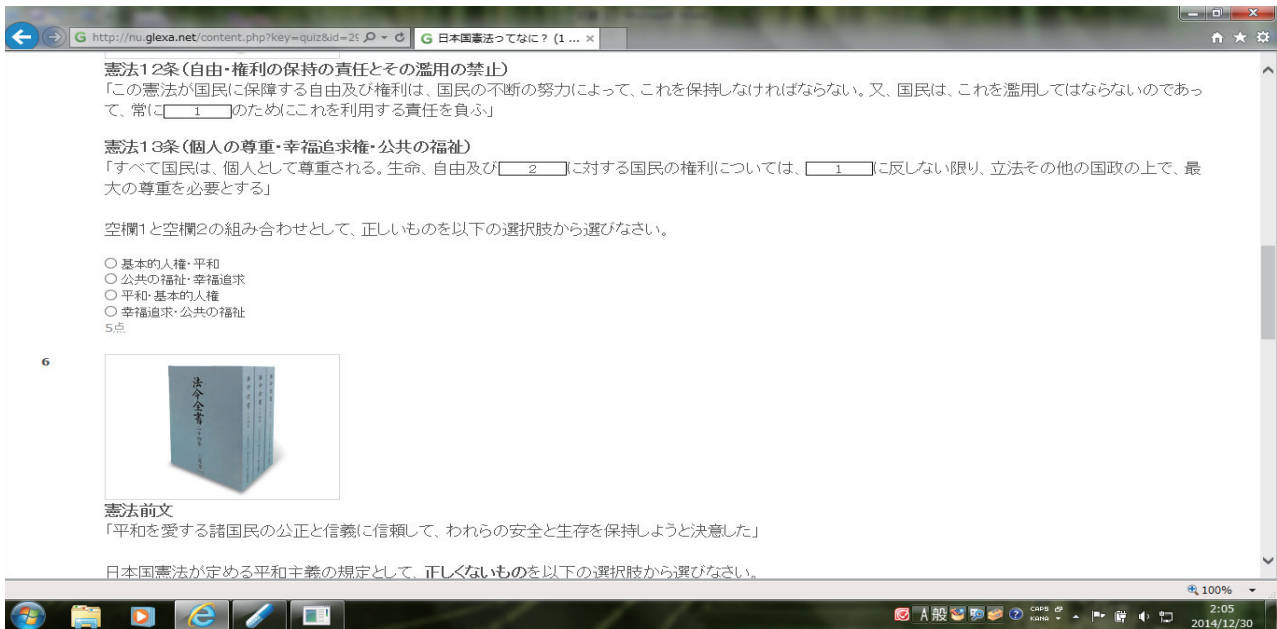 http://nu.glexa.net/content.php?key=quiz&id=29
日本国憲法ってなに？ (1 ...
憲法12条(自由・権利の保持の責任とその濫用の禁止)
「この憲法が国民に保障する自由及び権利は、国民の不断の努力によって、これを保持しなければならない。又、国民は、これを濫用してはならないのであっ
て、常に 1 のためにこれを利用する責任を負ふ」
憲法13条(個人の尊重・幸福追求権・公共の福祉)
「すべて国民は、個人として尊重される。生命、自由及び 2 に対する国民の権利については、 1 に反しない限り、立法その他の国政の上で、最
大の尊重を必要とする」
空欄1と空欄2の組み合わせとして、正しいものを以下の選択肢から選びなさい。
基本的人権・平和
公共の福祉・幸福追求
平和・基本的人権
幸福追求・公共の福祉
5点
6
法令全書
憲法前文
「平和を愛する諸国民の公正と信義に信頼して、われらの安全と生存を保持しようと決意した」
日本国憲法が定める平和主義の規定として、正しくないものを以下の選択肢から選びなさい。
100%
A 般 CAPS KANA
2:05
2014/12/30